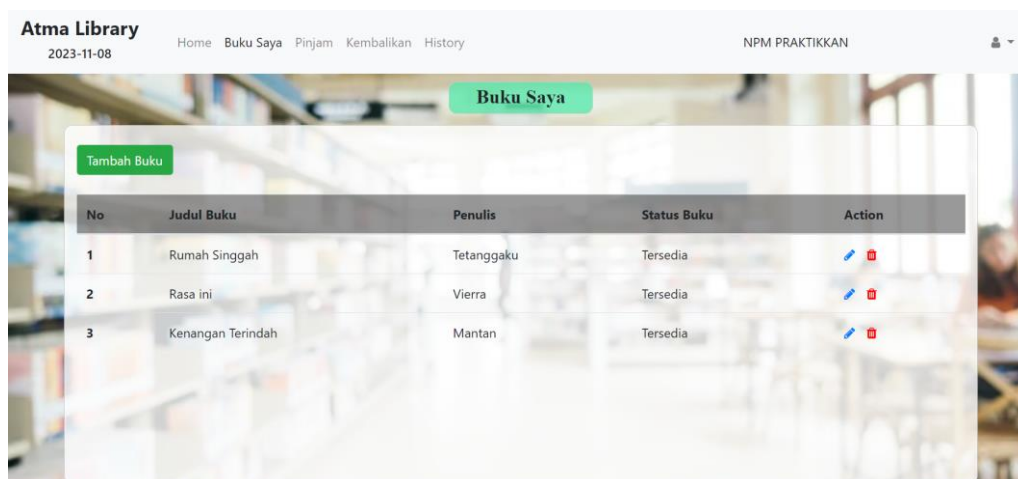 Atma Library
2023-11-08
Home Buku Saya Pinjam Kembalikan History
NPM PRAKTIKKAN
Buku Saya
Tambah Buku
No Judul Buku Penulis Status Buku Action
1 Rumah Singgah Tetanggaku Tersedia
2 Rasa ini Vierra Tersedia
3 Kenangan Terindah Mantan Tersedia